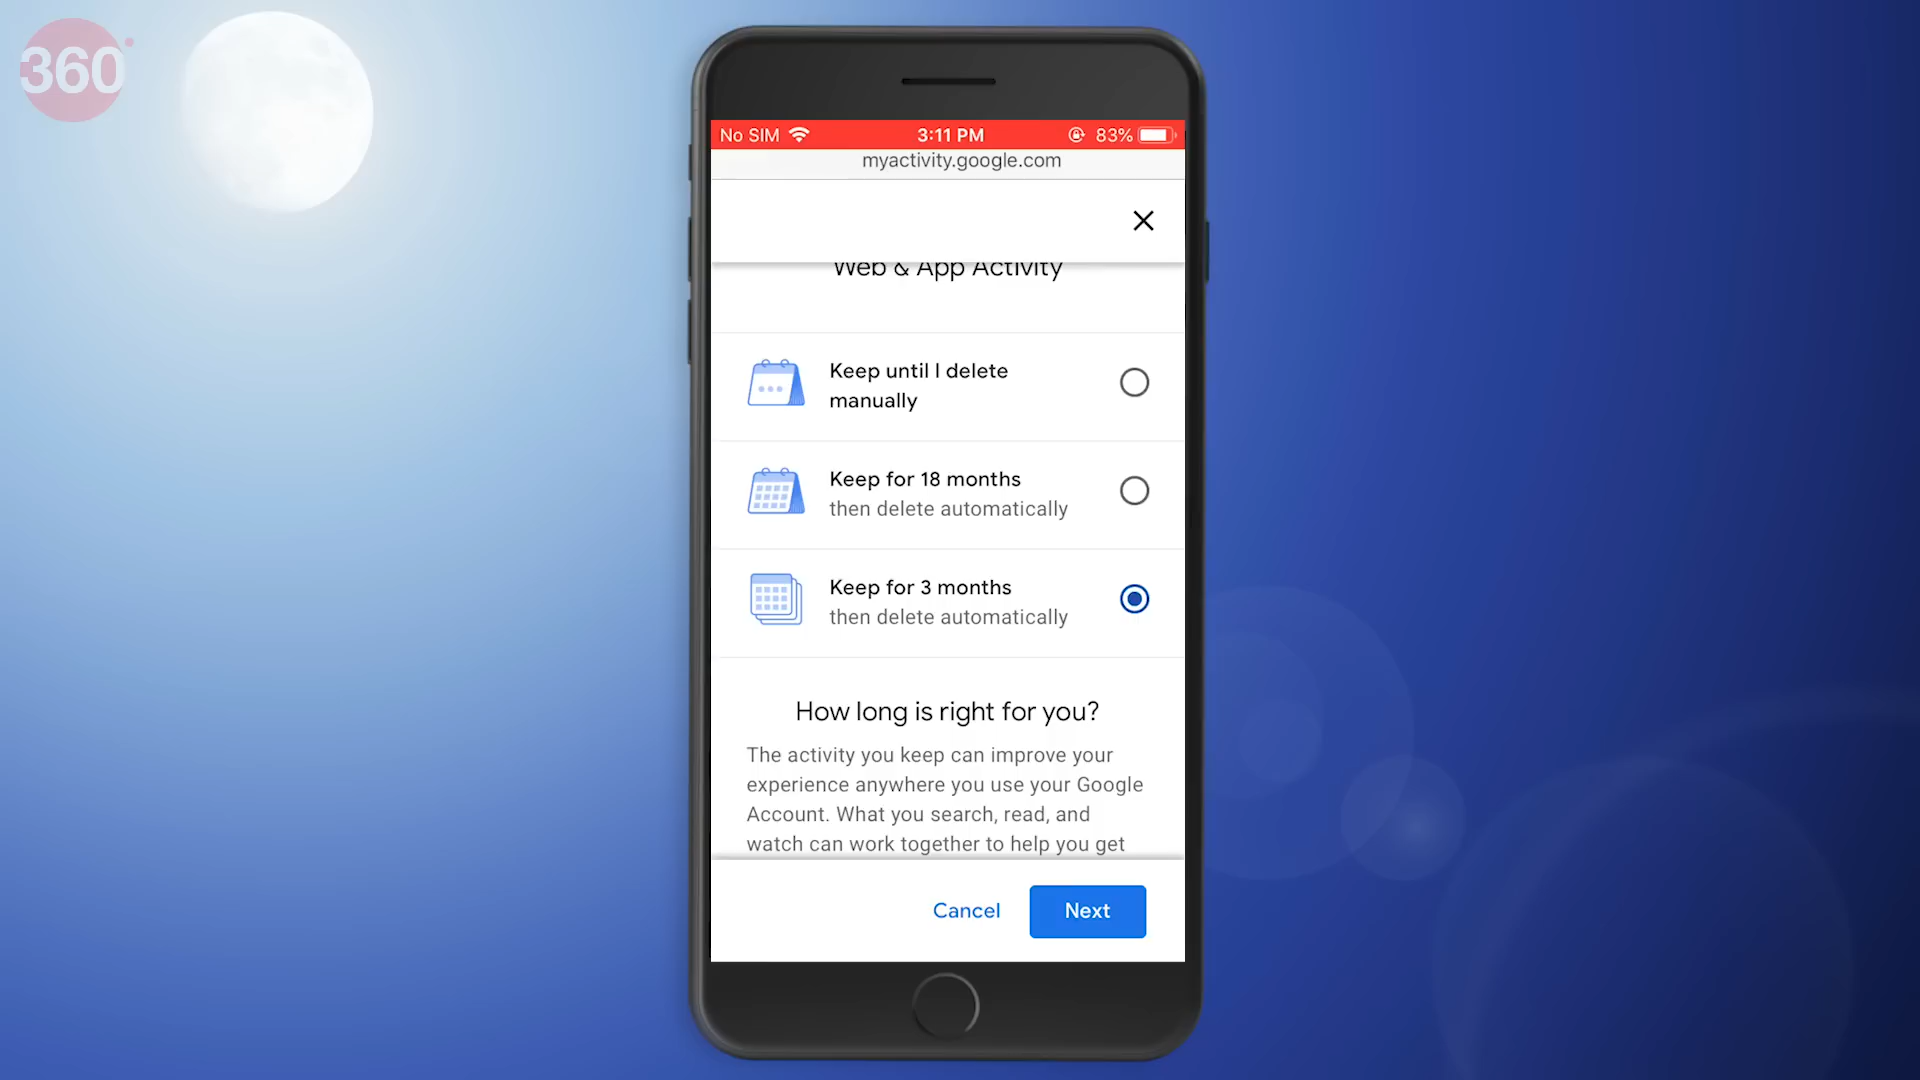 360°
No SIM 3:11 PM 83%
myactivity.google.com
Web & App Activity
Keep until I delete
manually
Keep for 18 months
then delete automatically
Keep for 3 months
then delete automatically
How long is right for you?
The activity you keep can improve your
experience anywhere you use your Google
Account. What you search, read, and
watch can work together to help you get
Cancel Next